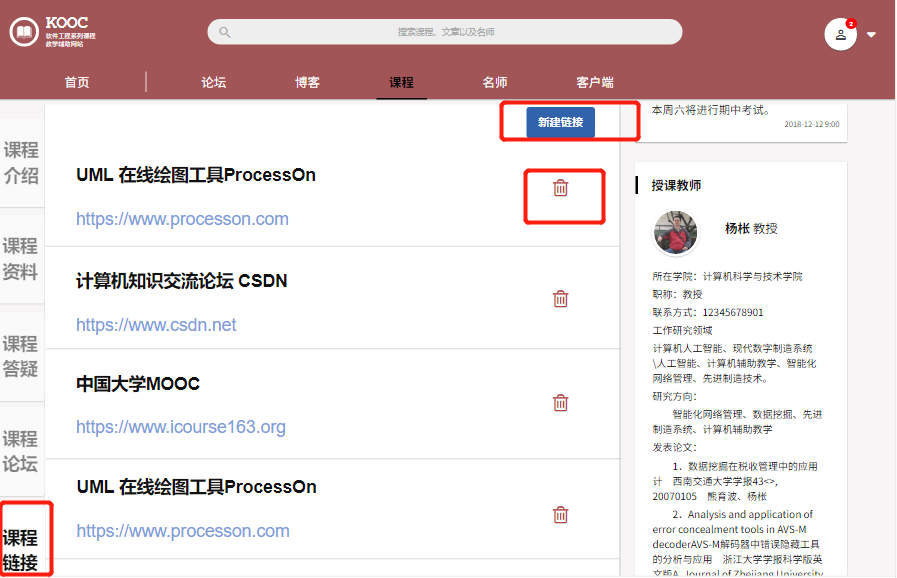 KOOC
软件工程系列课程
教学辅助网站
搜索课程、文章以及名师
2
首页
论坛
博客
课程
名师
客户端
课程
介绍
课程
资料
课程
答疑
课程
论坛
课程
链接
新建链接
UML 在线绘图工具ProcessOn
https://www.processon.com
计算机知识交流论坛 CSDN
https://www.csdn.net
中国大学MOOC
https://www.icourse163.org
UML 在线绘图工具ProcessOn
https://www.processon.com
本周六将进行期中考试。
2018-12-12 9:00
授课教师
杨枨 教授
所在学院：计算机科学与技术学院
职称：教授
联系方式：12345678901
工作研究领域
计算机人工智能、现代数字制造系统
\人工智能、计算机辅助教学、智能化
网络管理、先进制造技术。
研究方向：
智能化网络管理、数据挖掘、先进
制造系统、计算机辅助教学
发表论文：
1．数据挖掘在税收管理中的应用
计　西南交通大学学报43<>,
20070105　熊育波、杨枨
2．Analysis and application of
error concealment tools in AVS-M
decoderAVS-M解码器中错误隐藏工具
的分析与应用　浙江大学学报科学版英
文版A, Journal of Zhejiang University